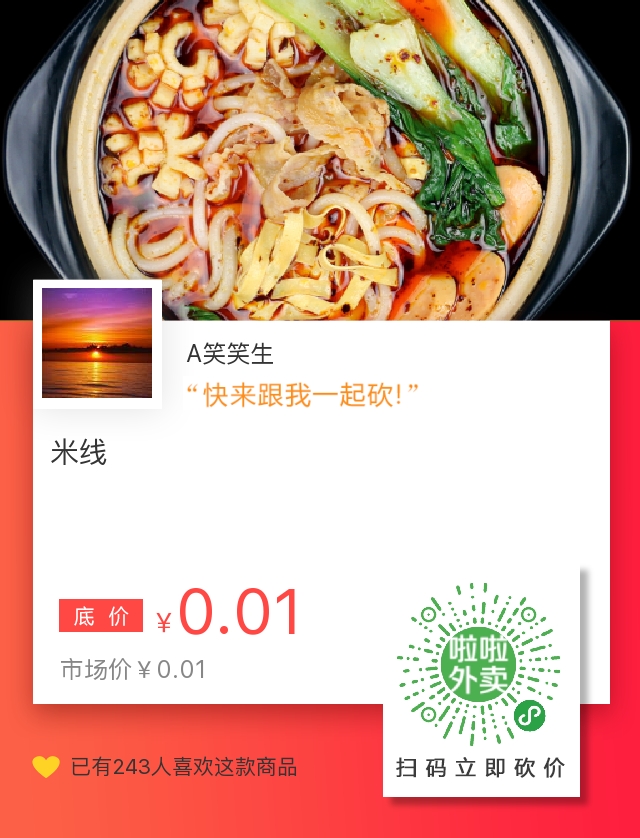 A笑笑生
“快来跟我一起砍!”
米线
底价 ¥0.01
市场价¥0.01
啦啦
外卖
扫码立即砍价
已有243人喜欢这款商品